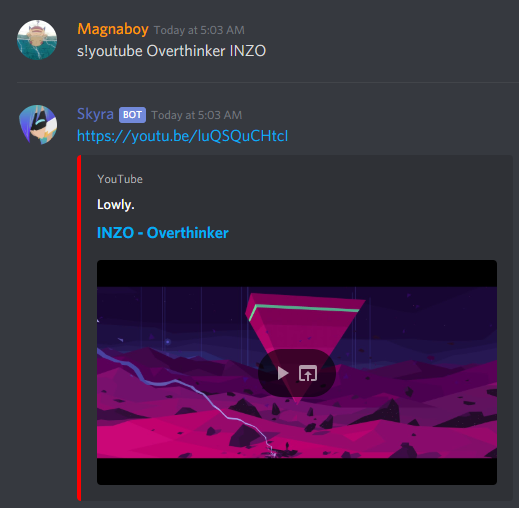 Magnaboy Today at 5:03 AM
s!youtube Overthinker INZO
Skyra BOT Today at 5:03 AM
https://youtu.be/luQSQuCHtcI
YouTube
Lowly.
INZO - Overthinker